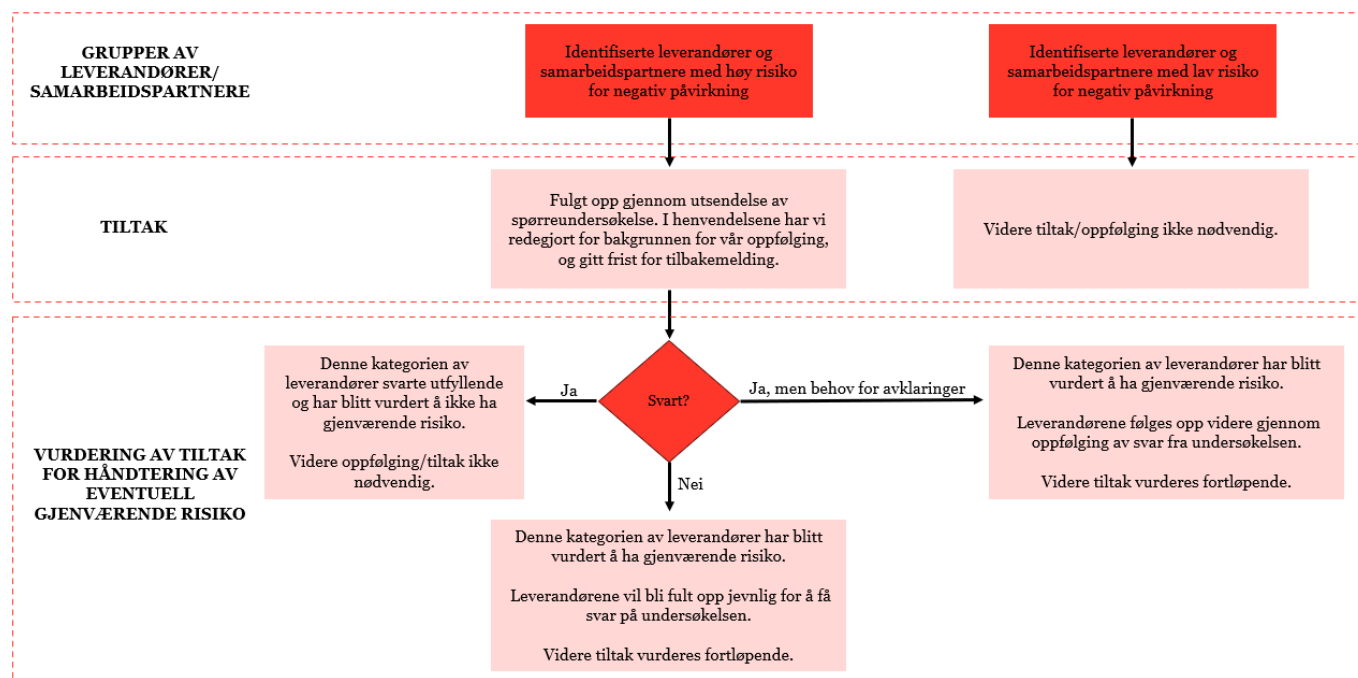 GRUPPER AV
LEVERANDØRER/
SAMARBEIDSPARTNERE
Identifiserte leverandører og
samarbeidspartnere med høy risiko
for negativ påvirkning
Identifiserte leverandører og
samarbeidspartnere med lav risiko
for negativ påvirkning
TILTAK
Fulgt opp gjennom utsendelse av
spørreundersøkelse. I henvendelsene har vi
redegjort for bakgrunnen for vår oppfølging,
og gitt frist for tilbakemelding.
Videre tiltak/oppfølging ikke nødvendig.
VURDERING AV TILTAK
FOR HÅNDTERING AV
EVENTUELL
GJENVÆRENDE RISIKO
Denne kategorien av
leverandører svarte utfyllende
og har blitt vurdert å ikke ha
gjenværende risiko.
Videre oppfølging/tiltak ikke
nødvendig.
Ja
Svart?
Ja, men behov for avklaringer
Denne kategorien av leverandører har blitt
vurdert å ha gjenværende risiko.
Leverandørene følges opp videre gjennom
oppfølging av svar fra undersøkelsen.
Videre tiltak vurderes fortløpende.
Nei
Denne kategorien av leverandører har blitt
vurdert å ha gjenværende risiko.
Leverandørene vil bli fult opp jevnlig for å få
svar på undersøkelsen.
Videre tiltak vurderes fortløpende.